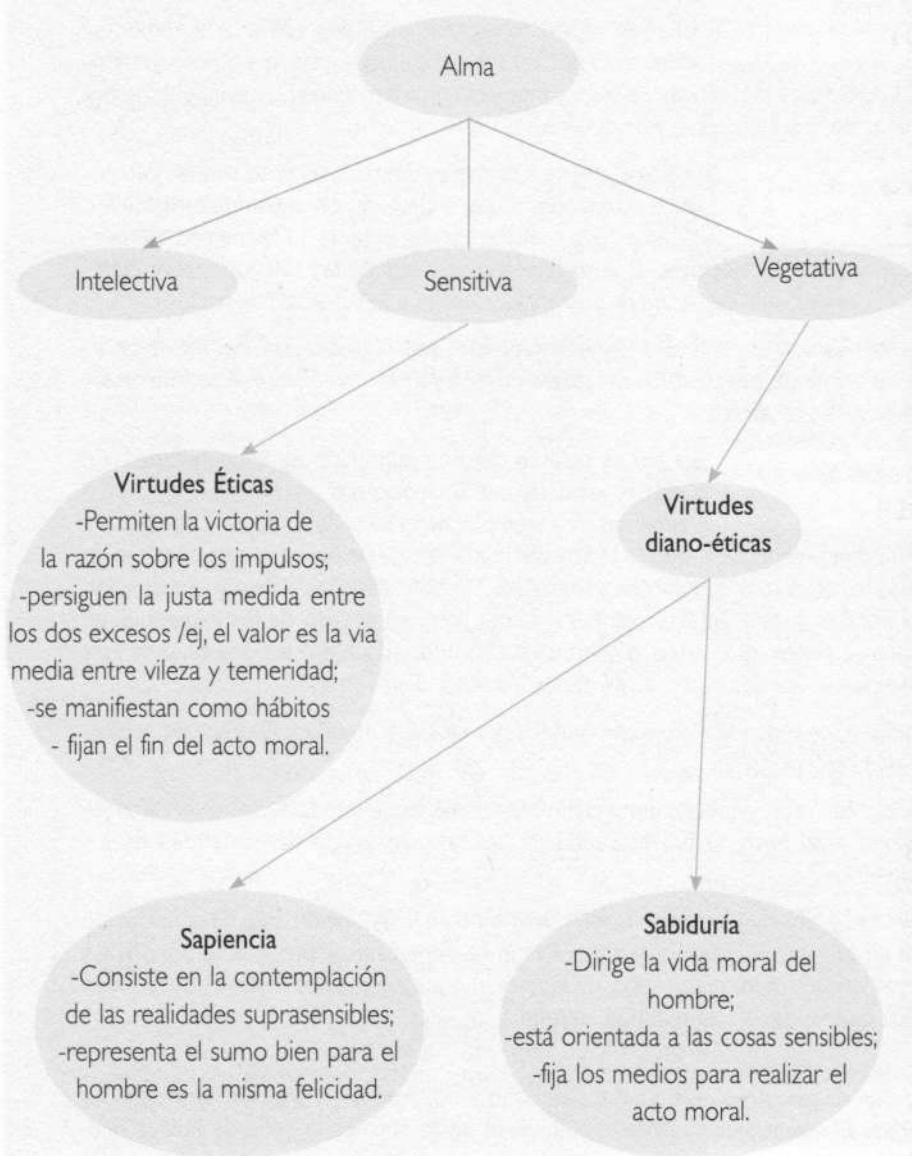 Alma
Intelectiva
Sensitiva
Vegetativa
Virtudes Éticas
-Permiten la victoria de
la razón sobre los impulsos;
-persiguen la justa medida entre
los dos excesos /ej, el valor es la via
media entre vileza y temeridad;
-se manifiestan como hábitos
- fijan el fin del acto moral.
Virtudes
diano-éticas
Sapiencia
-Consiste en la contemplación
de las realidades suprasensibles;
-representa el sumo bien para el
hombre es la misma felicidad.
Sabiduría
-Dirige la vida moral del
hombre;
-está orientada a las cosas sensibles;
-fija los medios para realizar el
acto moral.